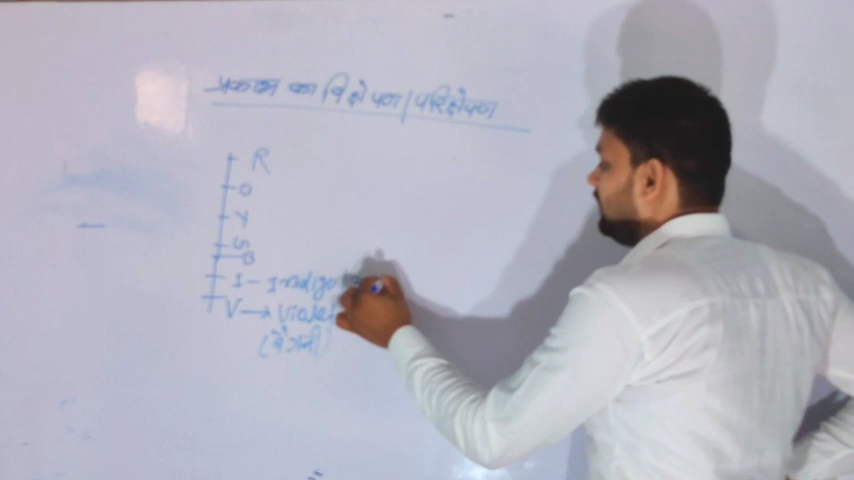 प्रकाश का विक्षेपण/परिक्षेपण
R
O
Y
G
B
I - Indigo
V → Violet
(बैंगनी)